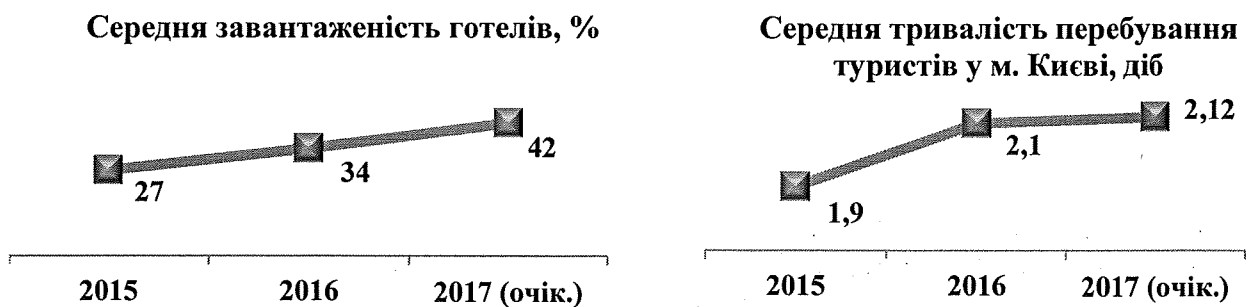 Середня завантаженість готелів, %
27
34
42
2015
2016
2017 (очік.)
Середня тривалість перебування
туристів у м. Києві, діб
1,9
2,1
2,12
2015
2016
2017 (очік.)